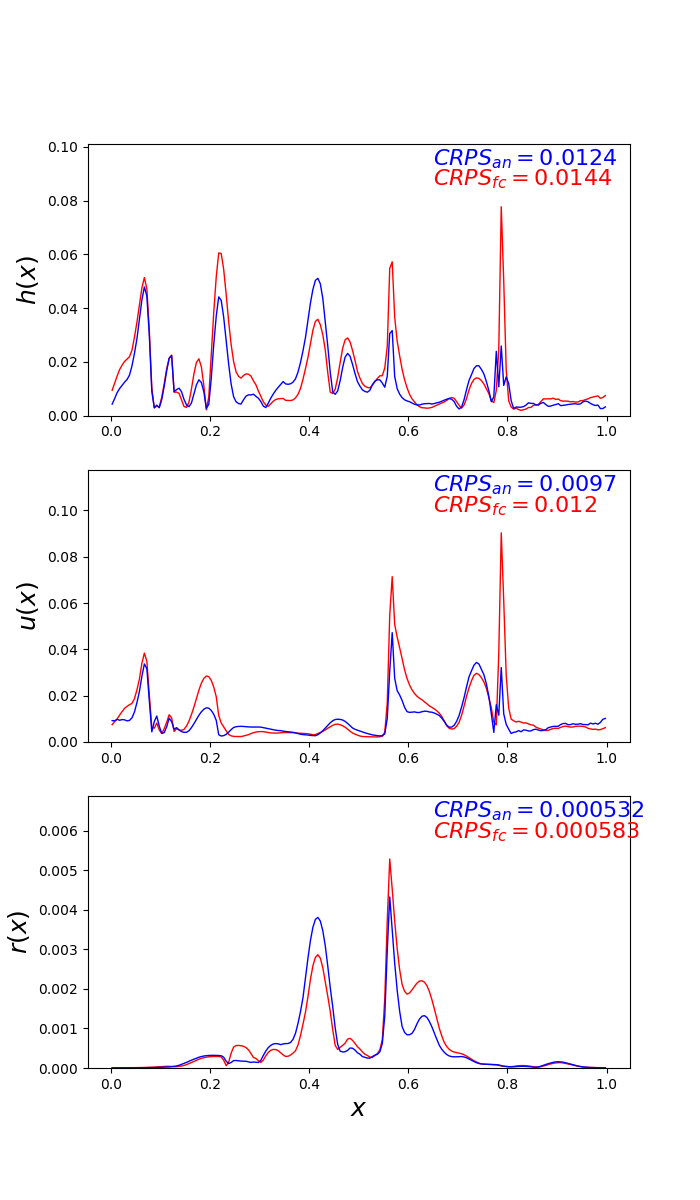 CRPS_an = 0.0124
CRPS_fc = 0.0144
0.10
0.08
0.06
0.04
0.02
0.00
h(x)
0.0 0.2 0.4 0.6 0.8 1.0
CRPS_an = 0.0097
CRPS_fc = 0.012
0.10
0.08
0.06
0.04
0.02
0.00
u(x)
0.0 0.2 0.4 0.6 0.8 1.0
CRPS_an = 0.000532
CRPS_fc = 0.000583
0.006
0.005
0.004
0.003
0.002
0.001
0.000
r(x)
0.0 0.2 0.4 0.6 0.8 1.0
x